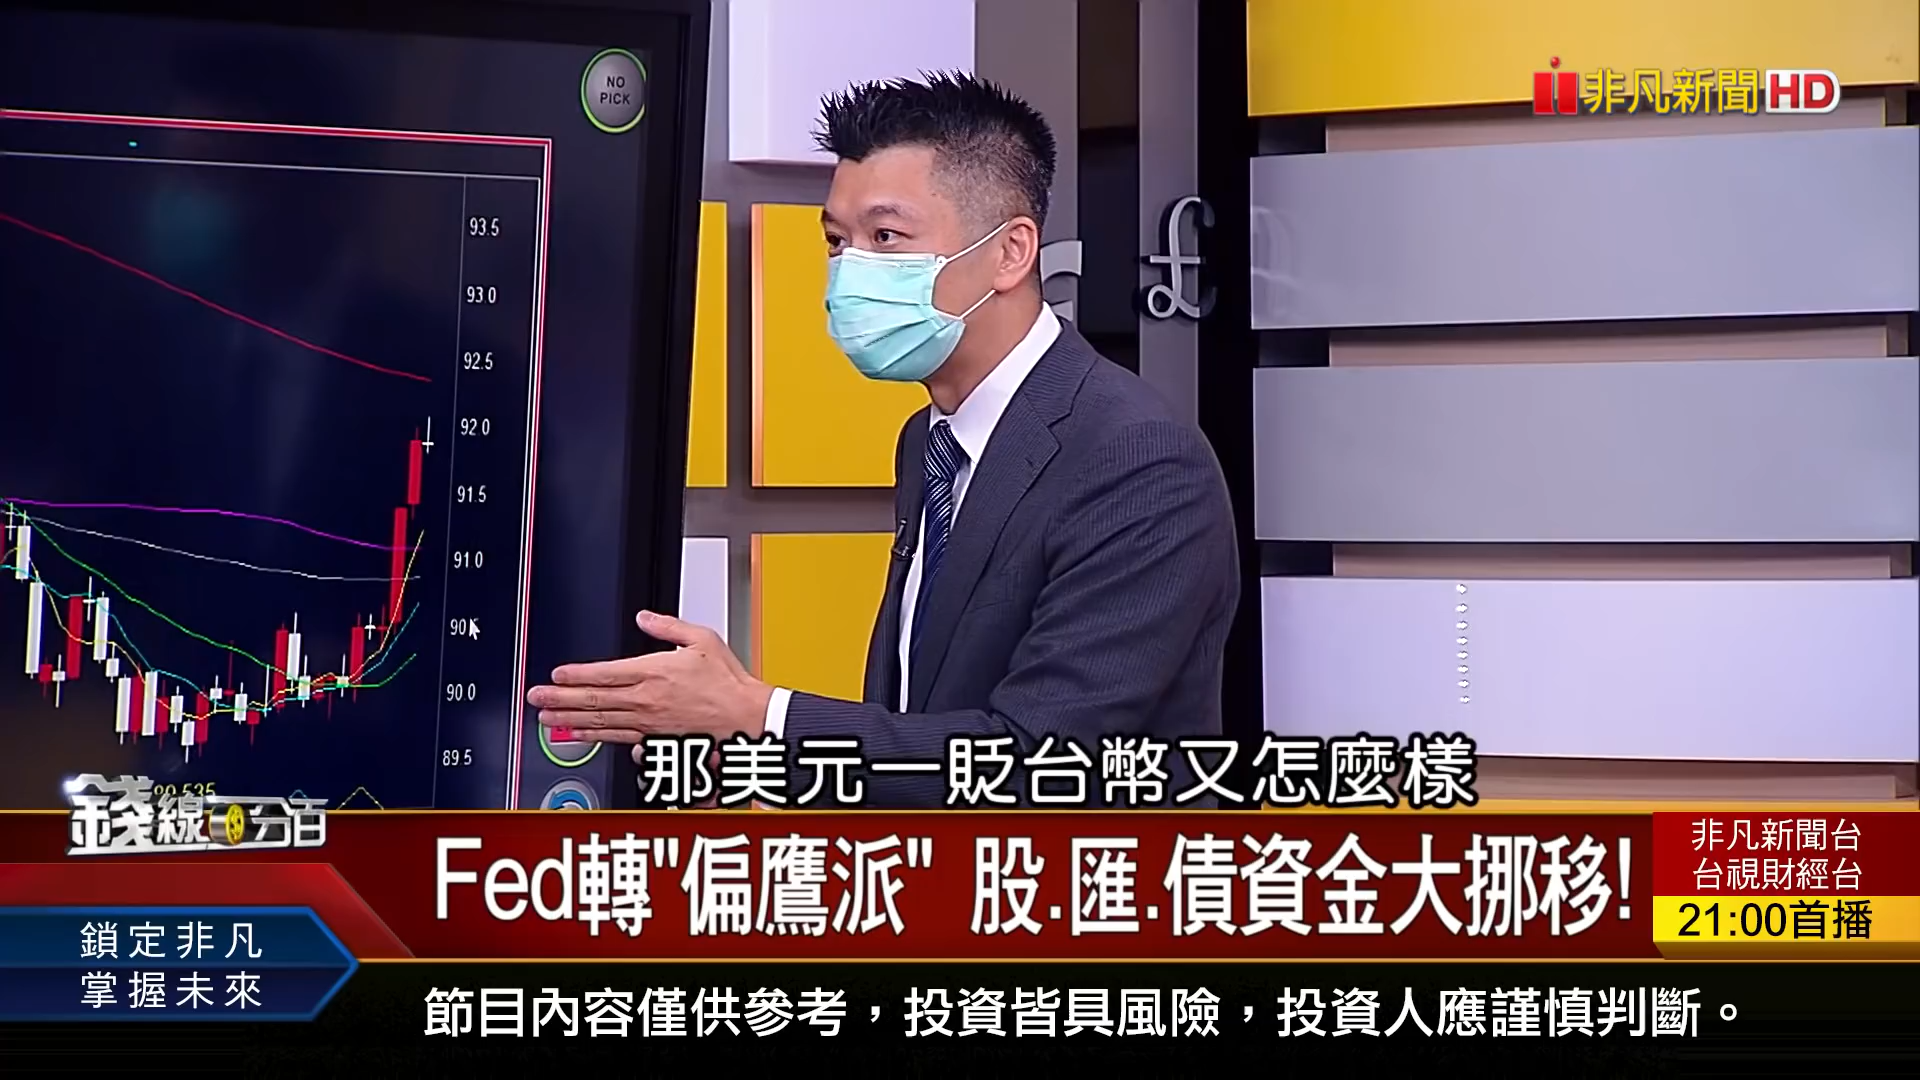 NO
PICK
非凡新聞HD
£
93.5
93.0
92.5
92.0
91.5
91.0
90
90.0
89.5
89.535
那美元一貶台幣又怎麼樣
錢線百分百
Fed轉"偏鷹派" 股.匯.債資金大挪移!
非凡新聞台
台視財經台
21:00首播
鎖定非凡
掌握未來
節目內容僅供參考，投資皆具風險，投資人應謹慎判斷。